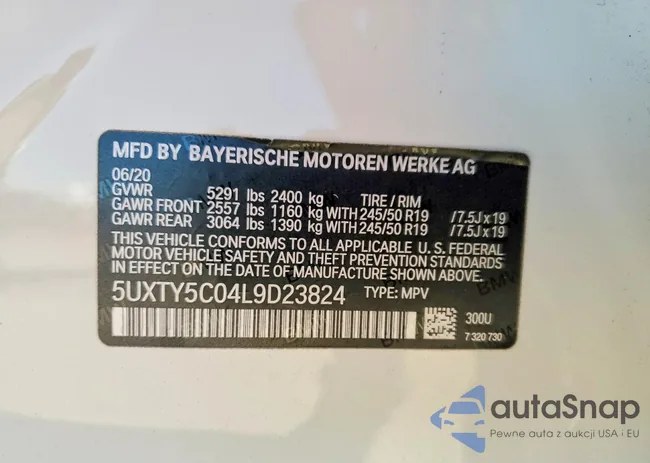 MFD BY BAYERISCHE MOTOREN WERKE AG
06/20
GVWR 5291 lbs 2400 kg TIRE / RIM
GAWR FRONT 2557 lbs 1160 kg WITH 245/50 R19 /7.5J x 19
GAWR REAR 3064 lbs 1390 kg WITH 245/50 R19 /7.5J x 19
THIS VEHICLE CONFORMS TO ALL APPLICABLE U. S. FEDERAL
MOTOR VEHICLE SAFETY AND THEFT PREVENTION STANDARDS
IN EFFECT ON THE DATE OF MANUFACTURE SHOWN ABOVE.
5UXTY5C04L9D23824 TYPE: MPV
300U
7 320 730
autoSnap
Pewne auta z aukcji USA i EU